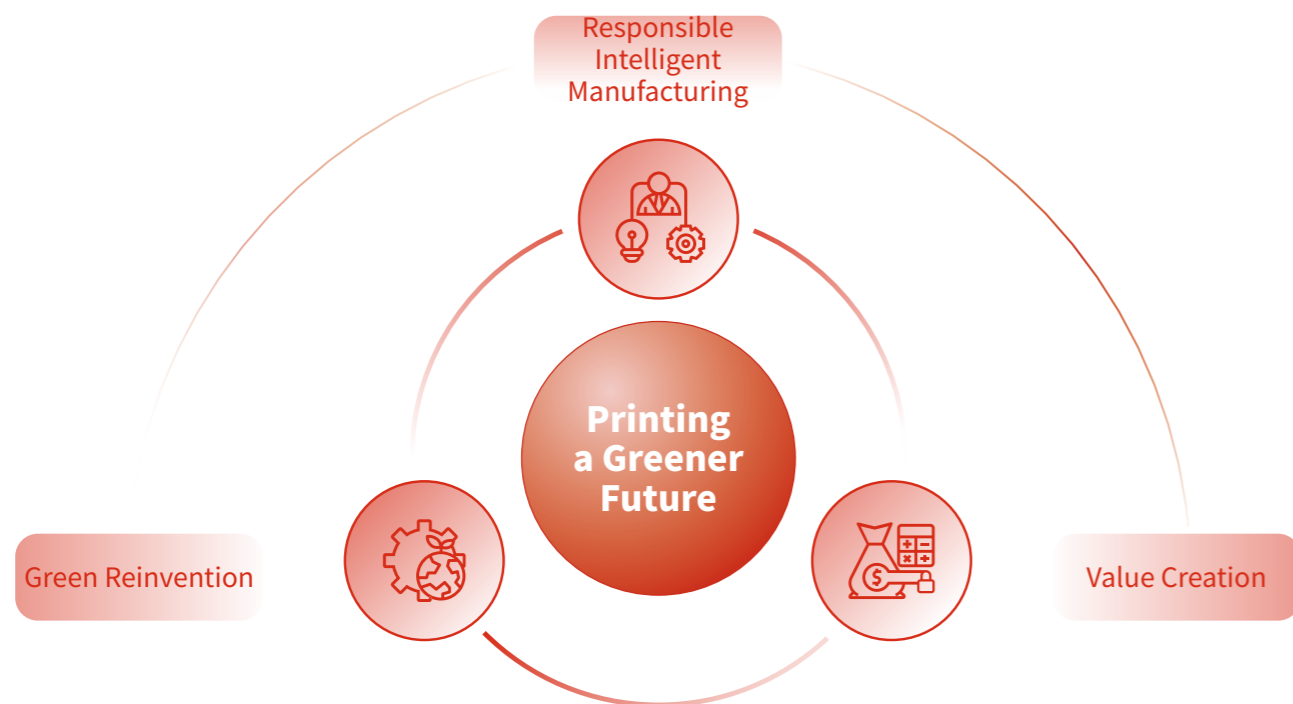 Responsible
Intelligent
Manufacturing
Printing
a Greener
Future
Green Reinvention
Value Creation